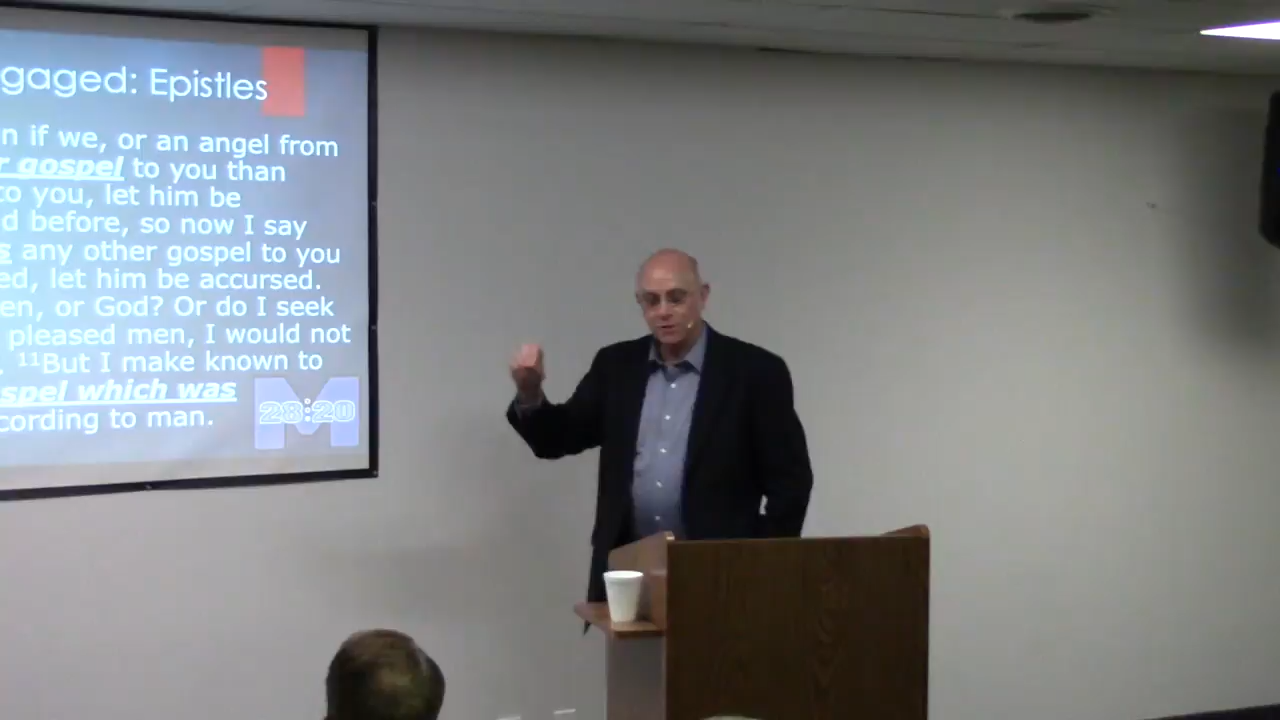 gaged: Epistles
n if we, or an angel from
r gospel to you than
to you, let him be
d before, so now I say
s any other gospel to you
ed, let him be accursed.
en, or God? Or do I seek
pleased men, I would not
. ¹¹But I make known to
spel which was
cording to man.
M
28:20